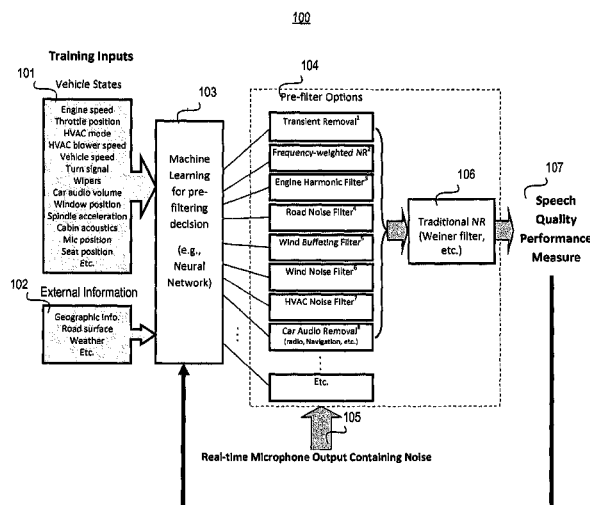 100
Training Inputs
101
Vehicle States
Engine speed
Throttle position
HVAC mode
HVAC blower speed
Vehicle speed
Turn signal
Wipers
Car audio volume
Window position
Spindle acceleration
Cabin acoustics
Mic position
Seat position
Etc.
External Information
102
Geographic Info.
Road surface
Weather
Etc.
103
Machine
Learning
for pre-
filtering
decision
(e.g.,
Neural
Network)
104
Pre-filter Options
Transient Removal¹
Frequency-weighted NR²
Engine Harmonic Filter³
Road Noise Filter⁴
Wind Buffeting Filter⁵
Wind Noise Filter⁶
HVAC Noise Filter⁷
Car Audio Removal⁸
(radio, Navigation, etc.)
Etc.
105
Real-time Microphone Output Containing Noise
106
Traditional NR
(Weiner filter,
etc.)
107
Speech
Quality
Performance
Measure